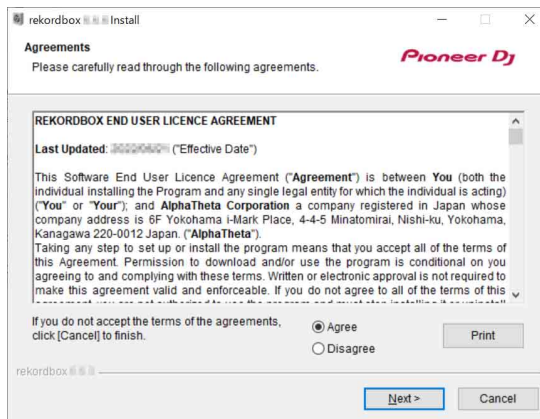 rekordbox Install
Agreements
Please carefully read through the following agreements.
Pioneer Dj
REKORDBOX END USER LICENCE AGREEMENT
Last Updated: ("Effective Date")
This Software End User Licence Agreement ("Agreement") is between You (both the
individual installing the Program and any single legal entity for which the individual is acting)
("You" or "Your"); and AlphaTheta Corporation a company registered in Japan whose
company address is 6F Yokohama i-Mark Place, 4-4-5 Minatomirai, Nishi-ku, Yokohama,
Kanagawa 220-0012 Japan. ("AlphaTheta").
Taking any step to set up or install the program means that you accept all of the terms of
this Agreement. Permission to download and/or use the program is conditional on you
agreeing to and complying with these terms. Written or electronic approval is not required to
make this agreement valid and enforceable. If you do not agree to all of the terms of this
If you do not accept the terms of the agreements,
click [Cancel] to finish.
Agree
Disagree
Print
rekordbox
Next >
Cancel